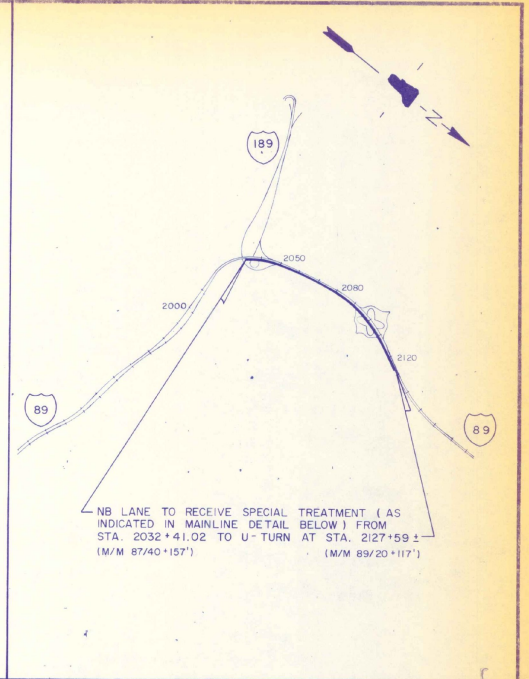 -N-
189
2050
2080
2000
2120
89
89
NB LANE TO RECEIVE SPECIAL TREATMENT ( AS
INDICATED IN MAINLINE DETAIL BELOW ) FROM
STA. 2032 + 41.02 TO U - TURN AT STA. 2127+59 ±
(M/M 87/40 +157') (M/M 89/20 +117')